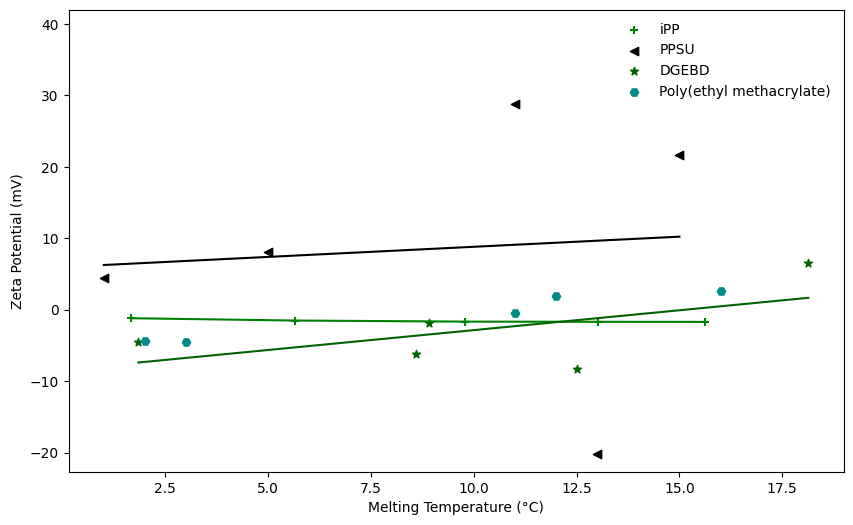 iPP
PPSU
DGEBD
Poly(ethyl methacrylate)
40
30
20
10
0
−10
−20
Zeta Potential (mV)
2.5 5.0 7.5 10.0 12.5 15.0 17.5
Melting Temperature (°C)